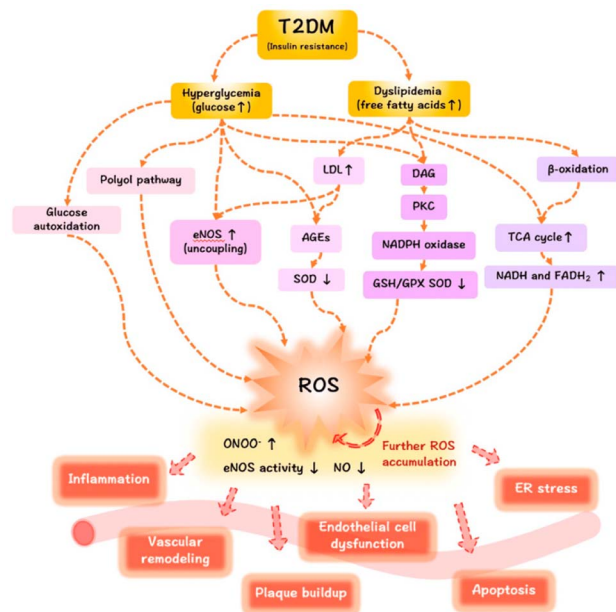 T2DM
(Insulin resistance)
Hyperglycemia
(glucose↑)
Dyslipidemia
(free fatty acids↑)
Polyol pathway
LDL↑
DAG
β-oxidation
Glucose
autoxidation
PKC
eNOS ↑
(uncoupling)
AGEs
NADPH oxidase
TCA cycle↑
SOD ↓
GSH/GPX SOD ↓
NADH and FADH₂ ↑
ROS
ONOO⁻ ↑
eNOS activity ↓ NO ↓
Further ROS
accumulation
Inflammation
ER stress
Vascular
remodeling
Endothelial cell
dysfunction
Plaque buildup
Apoptosis